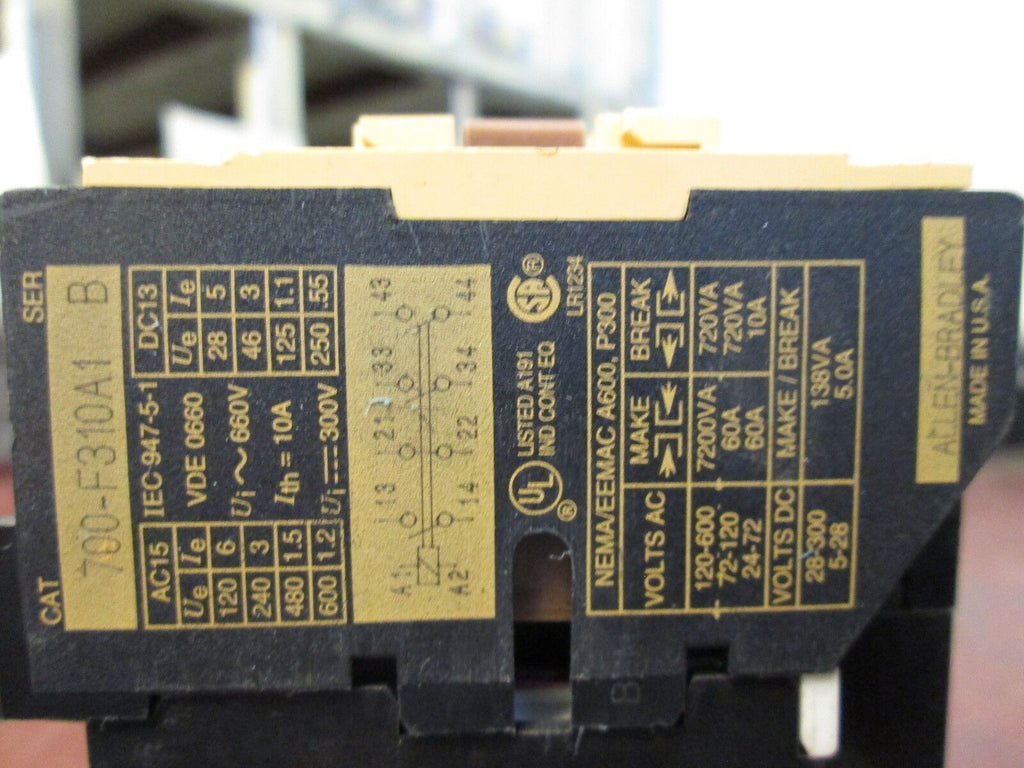 CAT SER
700-F310A1 B
AC15
Ue Ie
120 6
240 3
480 1.5
600 1.2
IEC 947-5-1
VDE 0660
Ui ~ 660V
Ith = 10A
Ui ⎓ 300V
DC13
Ue Ie
28 5
46 3
125 1.1
250 .55
A1 13 21 33 43
A2 14 22 34 44
UL ®
LISTED A191
IND CONT EQ
SA ®
LR1234
NEMA/EEMAC A600, P300
VOLTS AC MAKE BREAK
120-600 7200VA 720VA
72-120 60A 720VA
24-72 60A 10A
VOLTS DC MAKE / BREAK
28-300 138VA
5-28 5.0A
ALLEN-BRADLEY
MADE IN U.S.A.
B